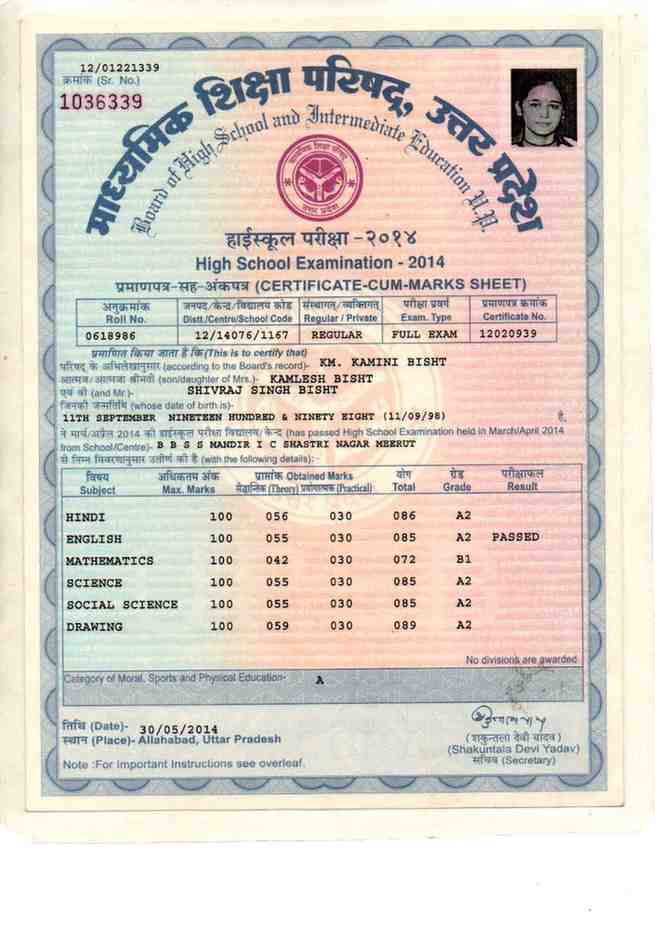 12/01221339
क्रमांक (Sr. No.)
1036339
माध्यमिक शिक्षा परिषद, उत्तर प्रदेश
Board of High School and Intermediate Education U.P.
हाईस्कूल परीक्षा - २०१४
High School Examination - 2014
प्रमाणपत्र-सह-अंकपत्र (CERTIFICATE-CUM-MARKS SHEET)
अनुक्रमांक जनपद/केन्द्र/विद्यालय कोड संस्थागत/व्यक्तिगत परीक्षा प्रवर्ग प्रमाणपत्र क्रमांक
Roll No. Distt./Centre/School Code Regular / Private Exam. Type Certificate No.
0618986 12/14076/1167 REGULAR FULL EXAM 12020939
प्रमाणित किया जाता है कि (This is to certify that)
परिषद के अभिलेखानुसार (according to the Board's record)- KM. KAMINI BISHT
आत्मज/आत्मजा श्रीमती (son/daughter of Mrs.)- KAMLESH BISHT
एवं श्री (and Mr.)- SHIVRAJ SINGH BISHT
जिनकी जन्मतिथि (whose date of birth is)-
11TH SEPTEMBER NINETEEN HUNDRED & NINETY EIGHT (11/09/98) है,
ने मार्च/अप्रैल 2014 की हाईस्कूल परीक्षा विद्यालय/केन्द्र (has passed High School Examination held in March/April 2014
from School/Centre)- B B S S MANDIR I C SHASTRI NAGAR MEERUT
से निम्न विवरणानुसार उत्तीर्ण की है (with the following details):-
विषय अधिकतम अंक प्राप्तांक Obtained Marks योग ग्रेड परीक्षाफल
Subject Max. Marks सैद्धान्तिक (Theory) प्रयोगात्मक (Practical) Total Grade Result
HINDI 100 056 030 086 A2
ENGLISH 100 055 030 085 A2 PASSED
MATHEMATICS 100 042 030 072 B1
SCIENCE 100 055 030 085 A2
SOCIAL SCIENCE 100 055 030 085 A2
DRAWING 100 059 030 089 A2
No divisions are awarded
Category of Moral, Sports and Physical Education- A
तिथि (Date)- 30/05/2014
स्थान (Place)- Allahabad, Uttar Pradesh
(शकुन्तला देवी यादव)
(Shakuntala Devi Yadav)
सचिव (Secretary)
Note :For important Instructions see overleaf.